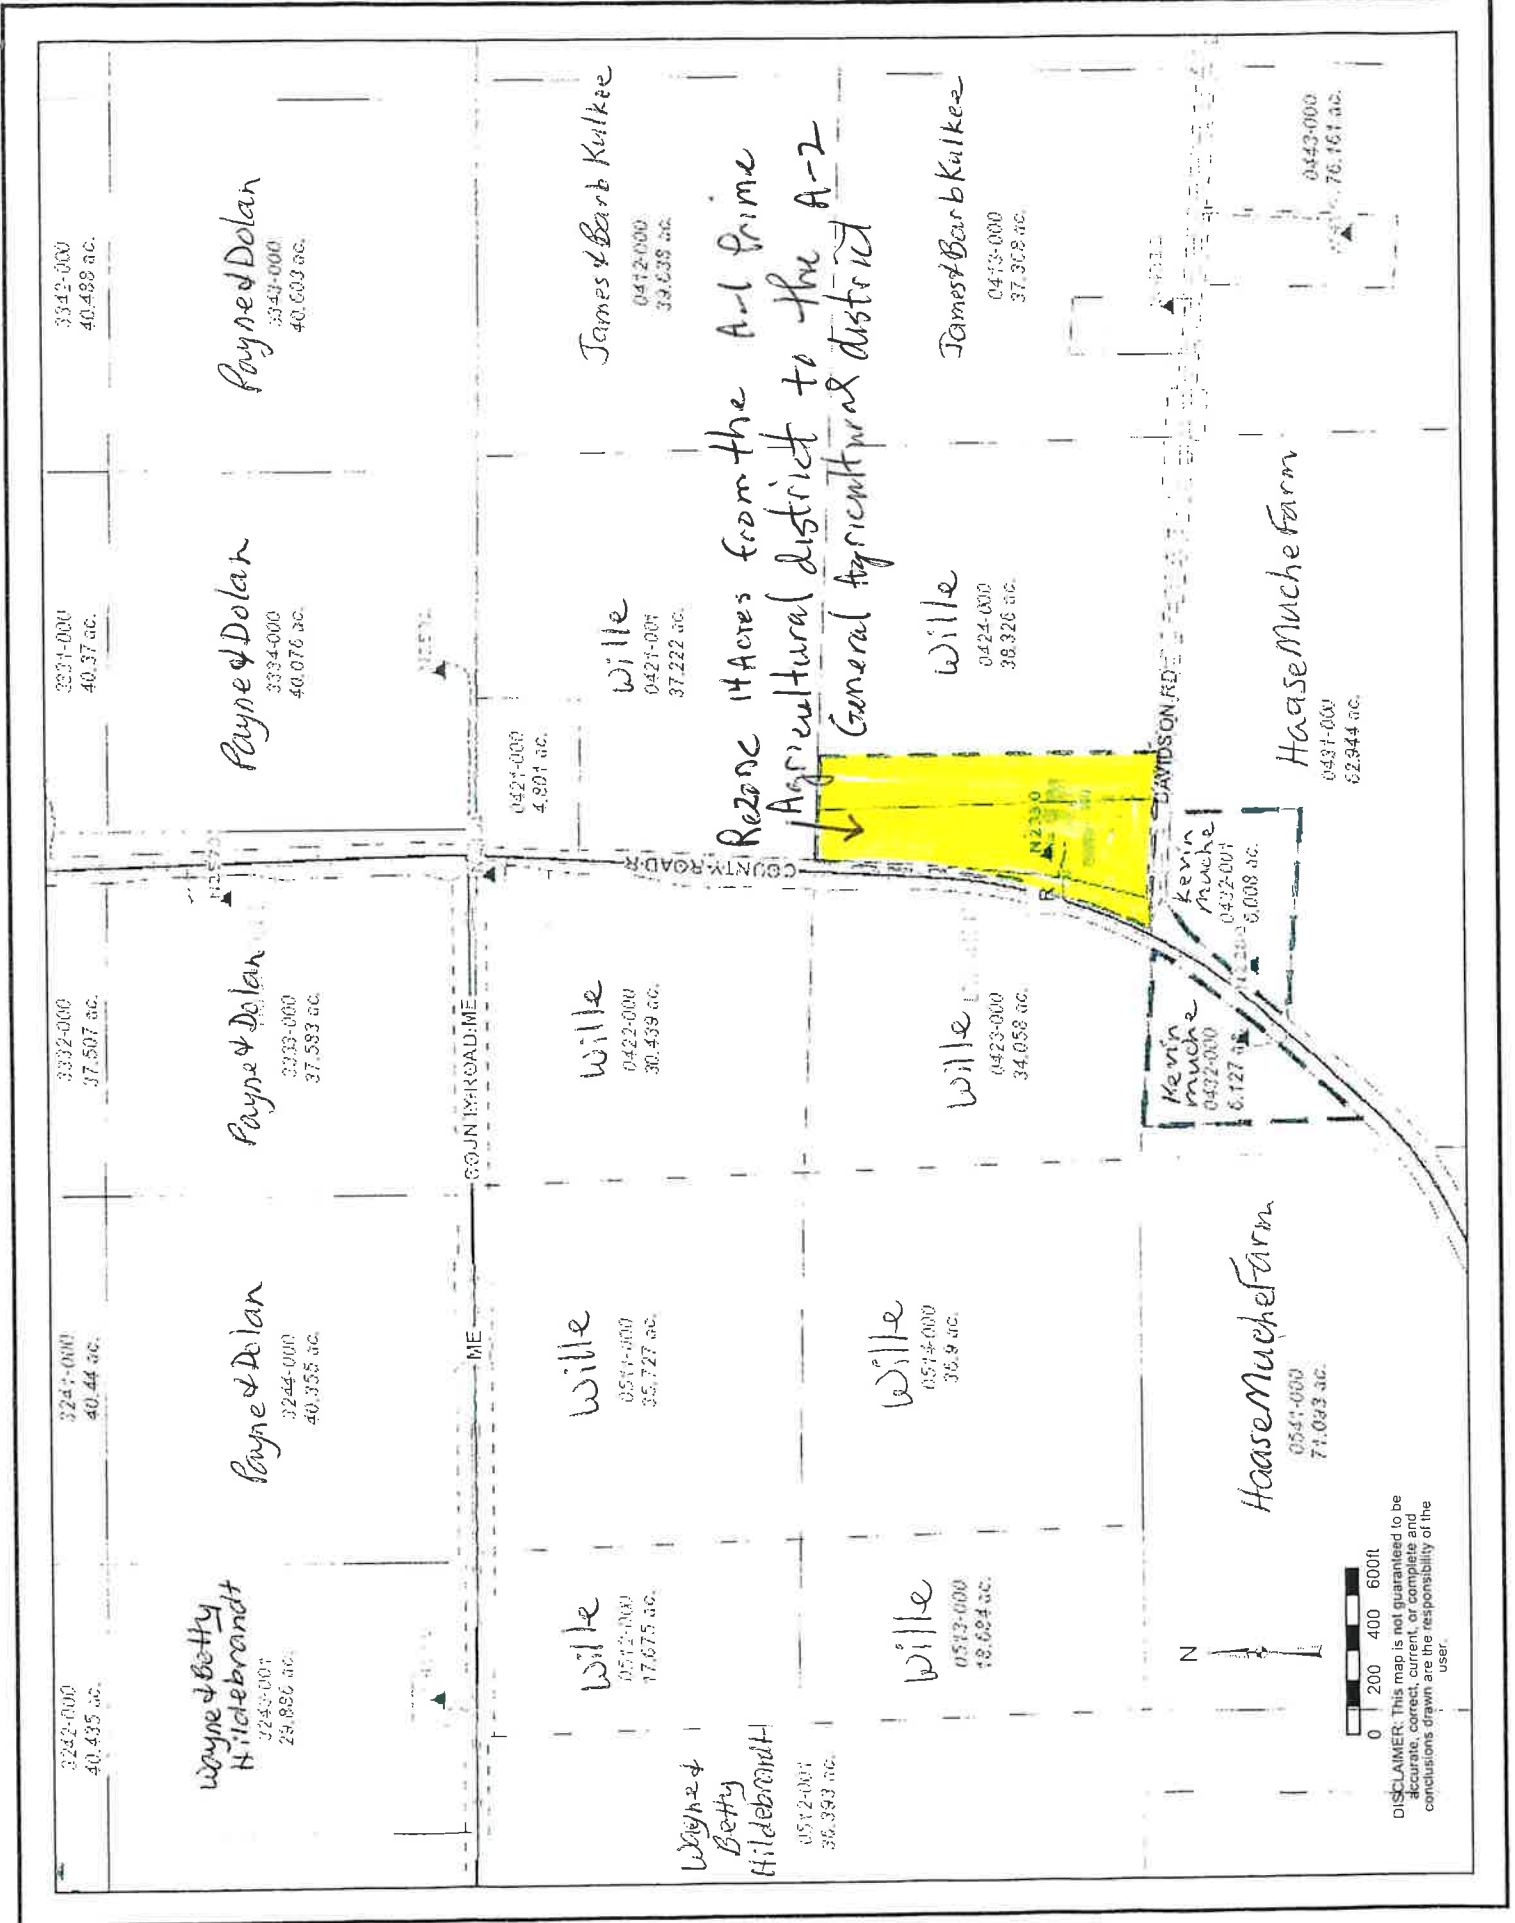 3242-000
40.435 ac.
3241-000
40.44 ac.
3332-000
37.507 ac.
3331-000
40.37 ac.
3342-000
40.488 ac.
Wayne & Betty
Hildebrandt
3243-001
29.886 ac.
Payne & Dolan
3244-000
40.355 ac.
Payne & Dolan
3333-000
37.593 ac.
Payne & Dolan
3334-000
40.076 ac.
Payne & Dolan
3343-000
40.603 ac.
ME
COUNTY ROAD ME
0421-000
4.801 ac.
Wille
0512-000
17.675 ac.
Wille
0511-000
35.727 ac.
Wille
0422-000
30.439 ac.
Wille
0421-001
37.222 ac.
James & Barb Kulkee
0412-000
39.638 ac.
COUNTY ROAD R
Wayne &
Betty
Hildebrandt
0512-001
36.393 ac.
Rezone 14 Acres from the A-1 Prime
Agricultural district to the A-2
General Agricultural district
Wille
0513-000
18.684 ac.
Wille
0514-000
36.9 ac.
Wille
0423-000
34.058 ac.
R
N2330
Wille
0424-000
38.326 ac.
James & Barb Kulkee
0413-000
37.308 ac.
DAVIDSON RD
Kevin
muche
0432-000
6.127 ac
Kevin
muche
0432-001
6.008 ac.
Haase Muche Farm
0541-000
71.093 ac.
Haase Muche Farm
0431-000
62.944 ac.
0443-000
76.161 ac.
N
0 200 400 600ft
DISCLAIMER: This map is not guaranteed to be
accurate, correct, current, or complete and
conclusions drawn are the responsibility of the
user.